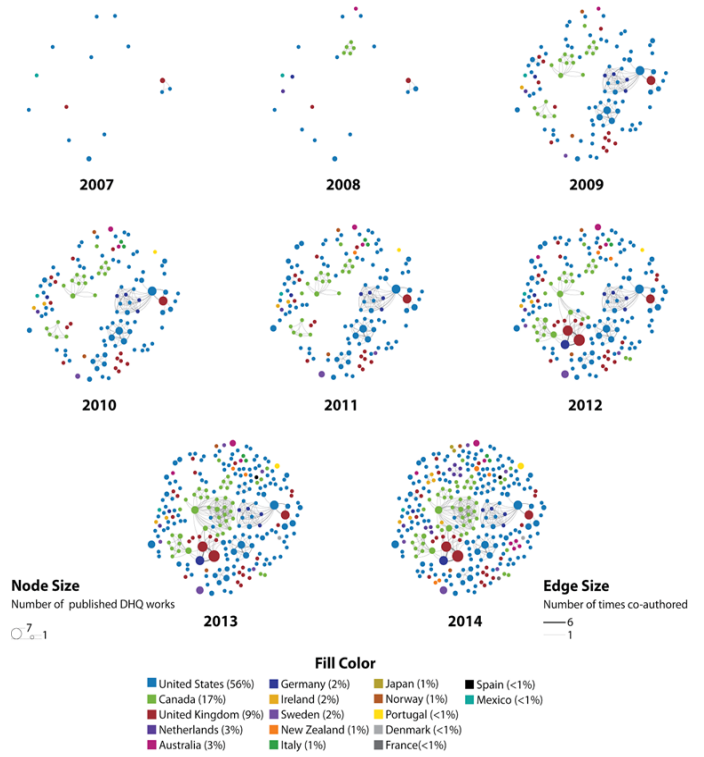 2007
2008
2009
2010
2011
2012
2013
2014
Node Size
Number of published DHQ works
7
1
Edge Size
Number of times co-authored
6
1
Fill Color
United States (56%)
Canada (17%)
United Kingdom (9%)
Netherlands (3%)
Australia (3%)
Germany (2%)
Ireland (2%)
Sweden (2%)
New Zealand (1%)
Italy (1%)
Japan (1%)
Norway (1%)
Portugal (<1%)
Denmark (<1%)
France(<1%)
Spain (<1%)
Mexico (<1%)